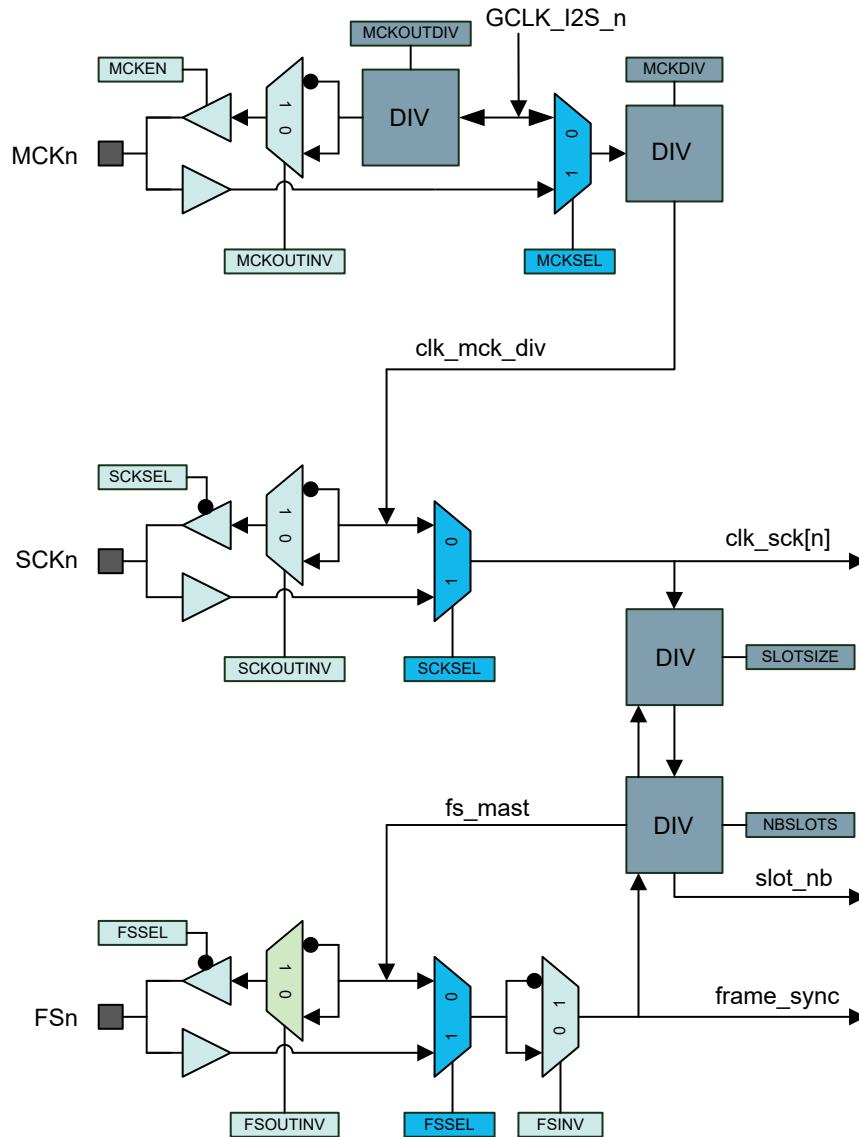 GCLK_I2S_n
MCKOUTDIV
MCKEN
MCKDIV
1
0
DIV
0
1
DIV
MCKn
MCKOUTINV
MCKSEL
clk_mck_div
SCKSEL
1
0
0
1
SCKn
clk_sck[n]
DIV
SLOTSIZE
SCKOUTINV
SCKSEL
fs_mast
DIV
NBSLOTS
slot_nb
FSSEL
1
0
0
1
1
0
FSn
frame_sync
FSOUTINV
FSSEL
FSINV